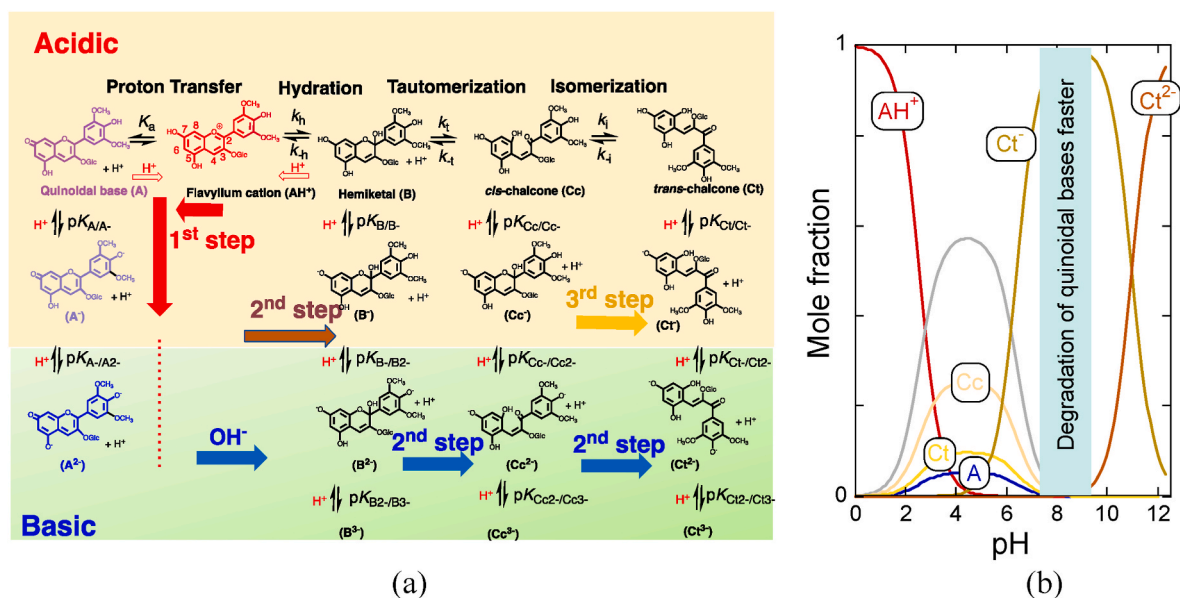 Acidic
Proton Transfer Hydration Tautomerization Isomerization
Ka kh k-h kt k-t ki k-i
+ H⁺ H⁺ H⁺ + H⁺
Quinoidal base (A) Flavylium cation (AH⁺) Hemiketal (B) cis-chalcone (Cc) trans-chalcone (Ct)
H⁺ pKA/A- H⁺ pKB/B- H⁺ pKCc/Cc- H⁺ pKCt/Ct-
1st step
+ H⁺ + H⁺ + H⁺ + H⁺
(A⁻) 2nd step (B⁻) (Cc⁻) 3rd step (Ct⁻)
H⁺ pKA-/A2- H⁺ pKB-/B2- H⁺ pKCc-/Cc2- H⁺ pKCt-/Ct2-
+ H⁺ + H⁺ + H⁺ + H⁺
(A²⁻) OH⁻ (B²⁻) 2nd step (Cc²⁻) 2nd step (Ct²⁻)
H⁺ pKB2-/B3- H⁺ pKCc2-/Cc3- H⁺ pKCt2-/Ct3-
Basic (B³⁻) (Cc³⁻) (Ct³⁻)
(a)
Mole fraction
1
0
AH⁺
Ct⁻
Ct²⁻
Cc
Ct
A
Degradation of quinoidal bases faster
0 2 4 6 8 10 12
pH
(b)